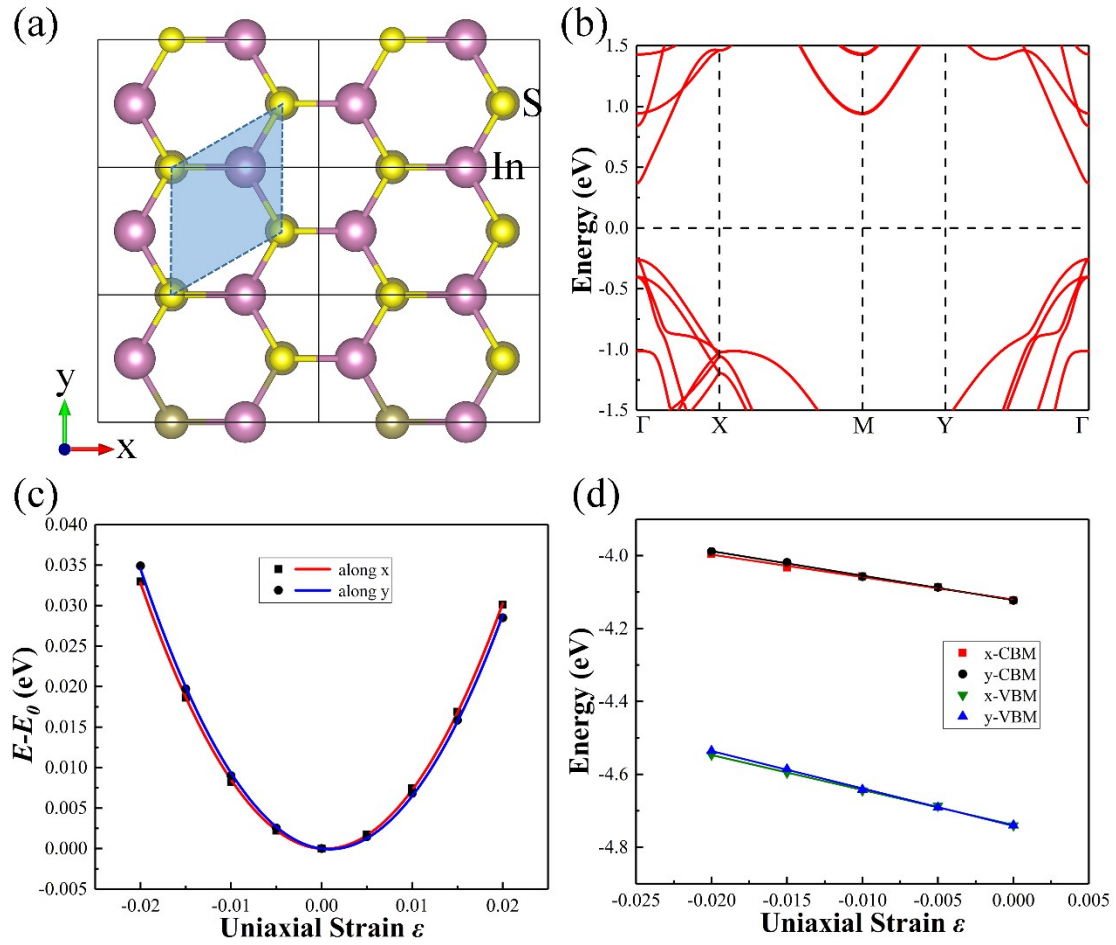 (a)
S
In
y
x
(b)
1.5
1.0
0.5
0.0
-0.5
-1.0
-1.5
Energy (eV)
Γ X M Y Γ
(c)
0.040
0.035
0.030
0.025
0.020
0.015
0.010
0.005
0.000
-0.005
E-E0 (eV)
along x
along y
-0.02 -0.01 0.00 0.01 0.02
Uniaxial Strain ε
(d)
-4.0
-4.2
-4.4
-4.6
-4.8
Energy (eV)
x-CBM
y-CBM
x-VBM
y-VBM
-0.025 -0.020 -0.015 -0.010 -0.005 0.000 0.005
Uniaxial Strain ε